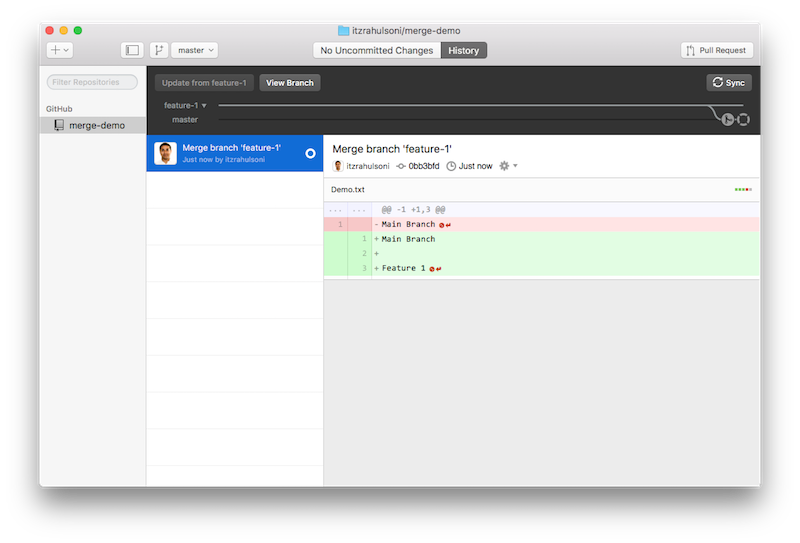 itzrahulsoni/merge-demo
master No Uncommitted Changes History Pull Request
Filter Repositories
Update from feature-1 View Branch Sync
GitHub
merge-demo
feature-1
master
Merge branch 'feature-1'
Just now by itzrahulsoni
Merge branch 'feature-1'
itzrahulsoni 0bb3bfd Just now
Demo.txt
... ... @@ -1 +1,3 @@
1 - Main Branch
1 + Main Branch
2 +
3 + Feature 1